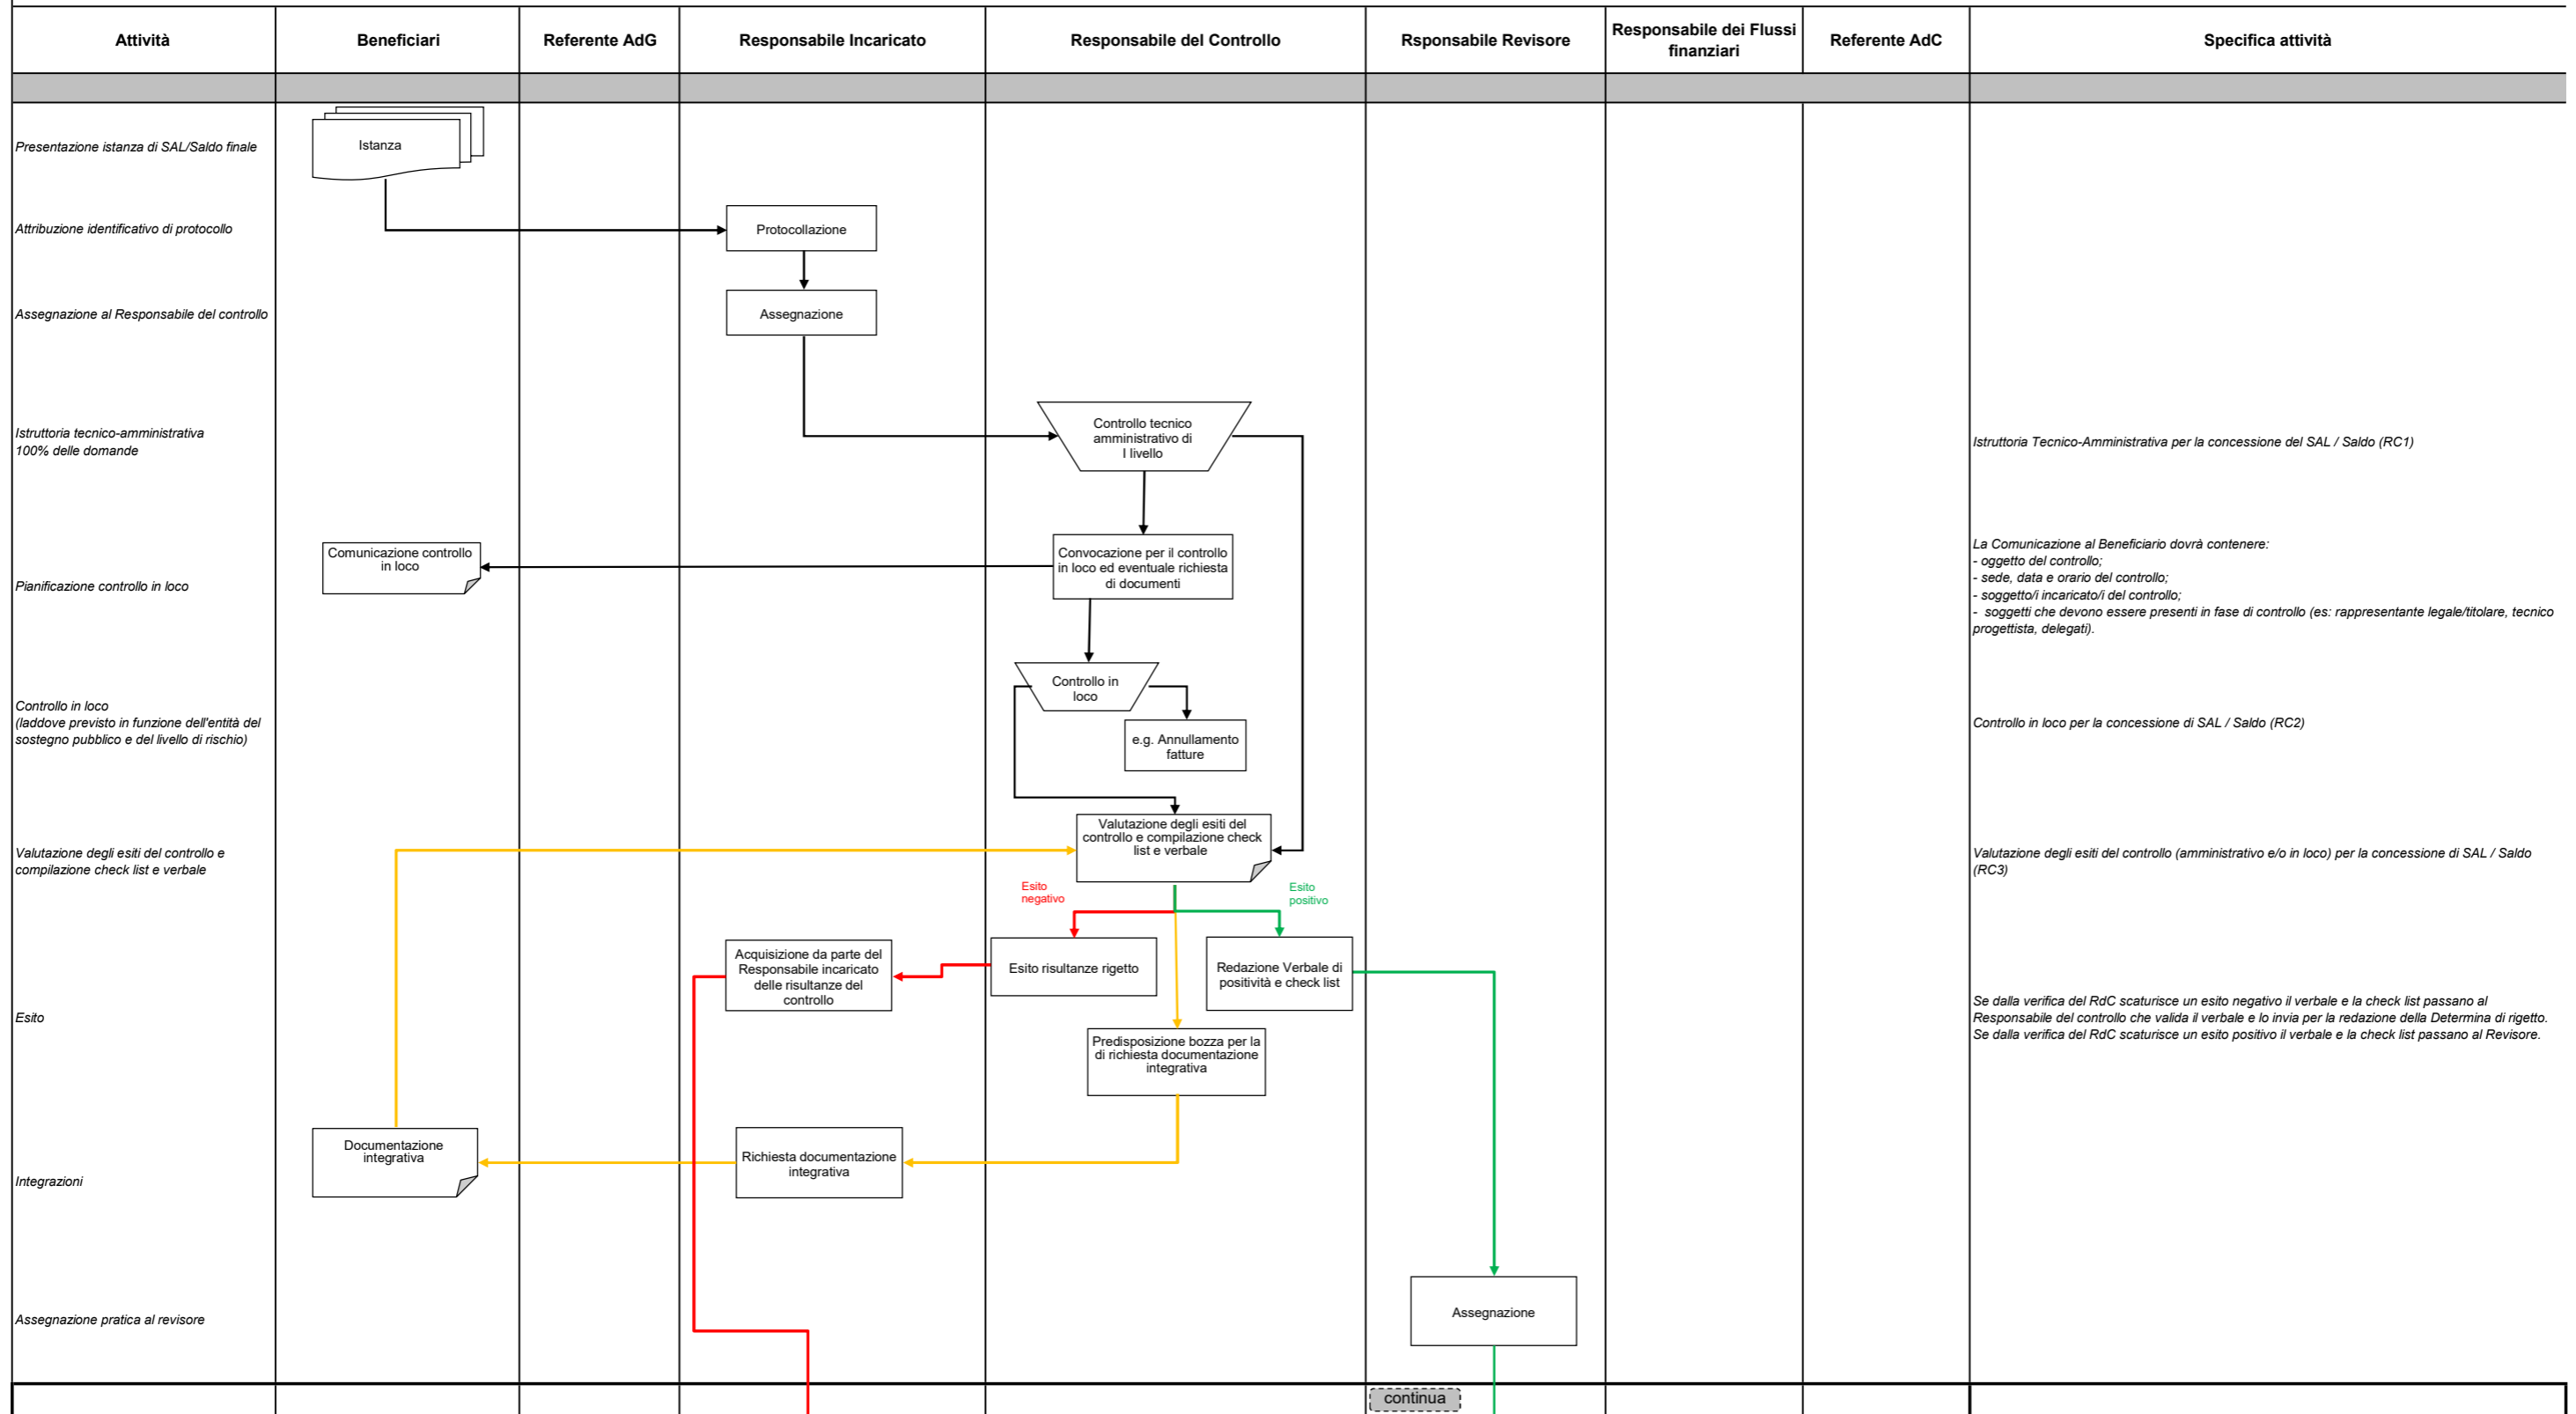 Attività
Beneficiari
Referente AdG
Responsabile Incaricato
Responsabile del Controllo
Rsponsabile Revisore
Responsabile dei Flussi
finanziari
Referente AdC
Specifica attività
Presentazione istanza di SAL/Saldo finale
Istanza
Attribuzione identificativo di protocollo
Protocollazione
Assegnazione al Responsabile del controllo
Assegnazione
Istruttoria tecnico-amministrativa
100% delle domande
Controllo tecnico
amministrativo di
I livello
Istruttoria Tecnico-Amministrativa per la concessione del SAL / Saldo (RC1)
Pianificazione controllo in loco
Comunicazione controllo
in loco
Convocazione per il controllo
in loco ed eventuale richiesta
di documenti
La Comunicazione al Beneficiario dovrà contenere:
- oggetto del controllo;
- sede, data e orario del controllo;
- soggetto/i incaricato/i del controllo;
- soggetti che devono essere presenti in fase di controllo (es: rappresentante legale/titolare, tecnico
progettista, delegati).
Controllo in loco
(laddove previsto in funzione dell'entità del
sostegno pubblico e del livello di rischio)
Controllo in
loco
e.g. Annullamento
fatture
Controllo in loco per la concessione di SAL / Saldo (RC2)
Valutazione degli esiti del controllo e
compilazione check list e verbale
Valutazione degli esiti del
controllo e compilazione check
list e verbale
Valutazione degli esiti del controllo (amministrativo e/o in loco) per la concessione di SAL / Saldo
(RC3)
Esito
negativo
Esito
positivo
Esito
Acquisizione da parte del
Responsabile incaricato
delle risultanze del
controllo
Esito risultanze rigetto
Redazione Verbale di
positività e check list
Se dalla verifica del RdC scaturisce un esito negativo il verbale e la check list passano al
Responsabile del controllo che valida il verbale e lo invia per la redazione della Determina di rigetto.
Se dalla verifica del RdC scaturisce un esito positivo il verbale e la check list passano al Revisore.
Predisposizione bozza per la
di richiesta documentazione
integrativa
Integrazioni
Documentazione
integrativa
Richiesta documentazione
integrativa
Assegnazione pratica al revisore
Assegnazione
continua